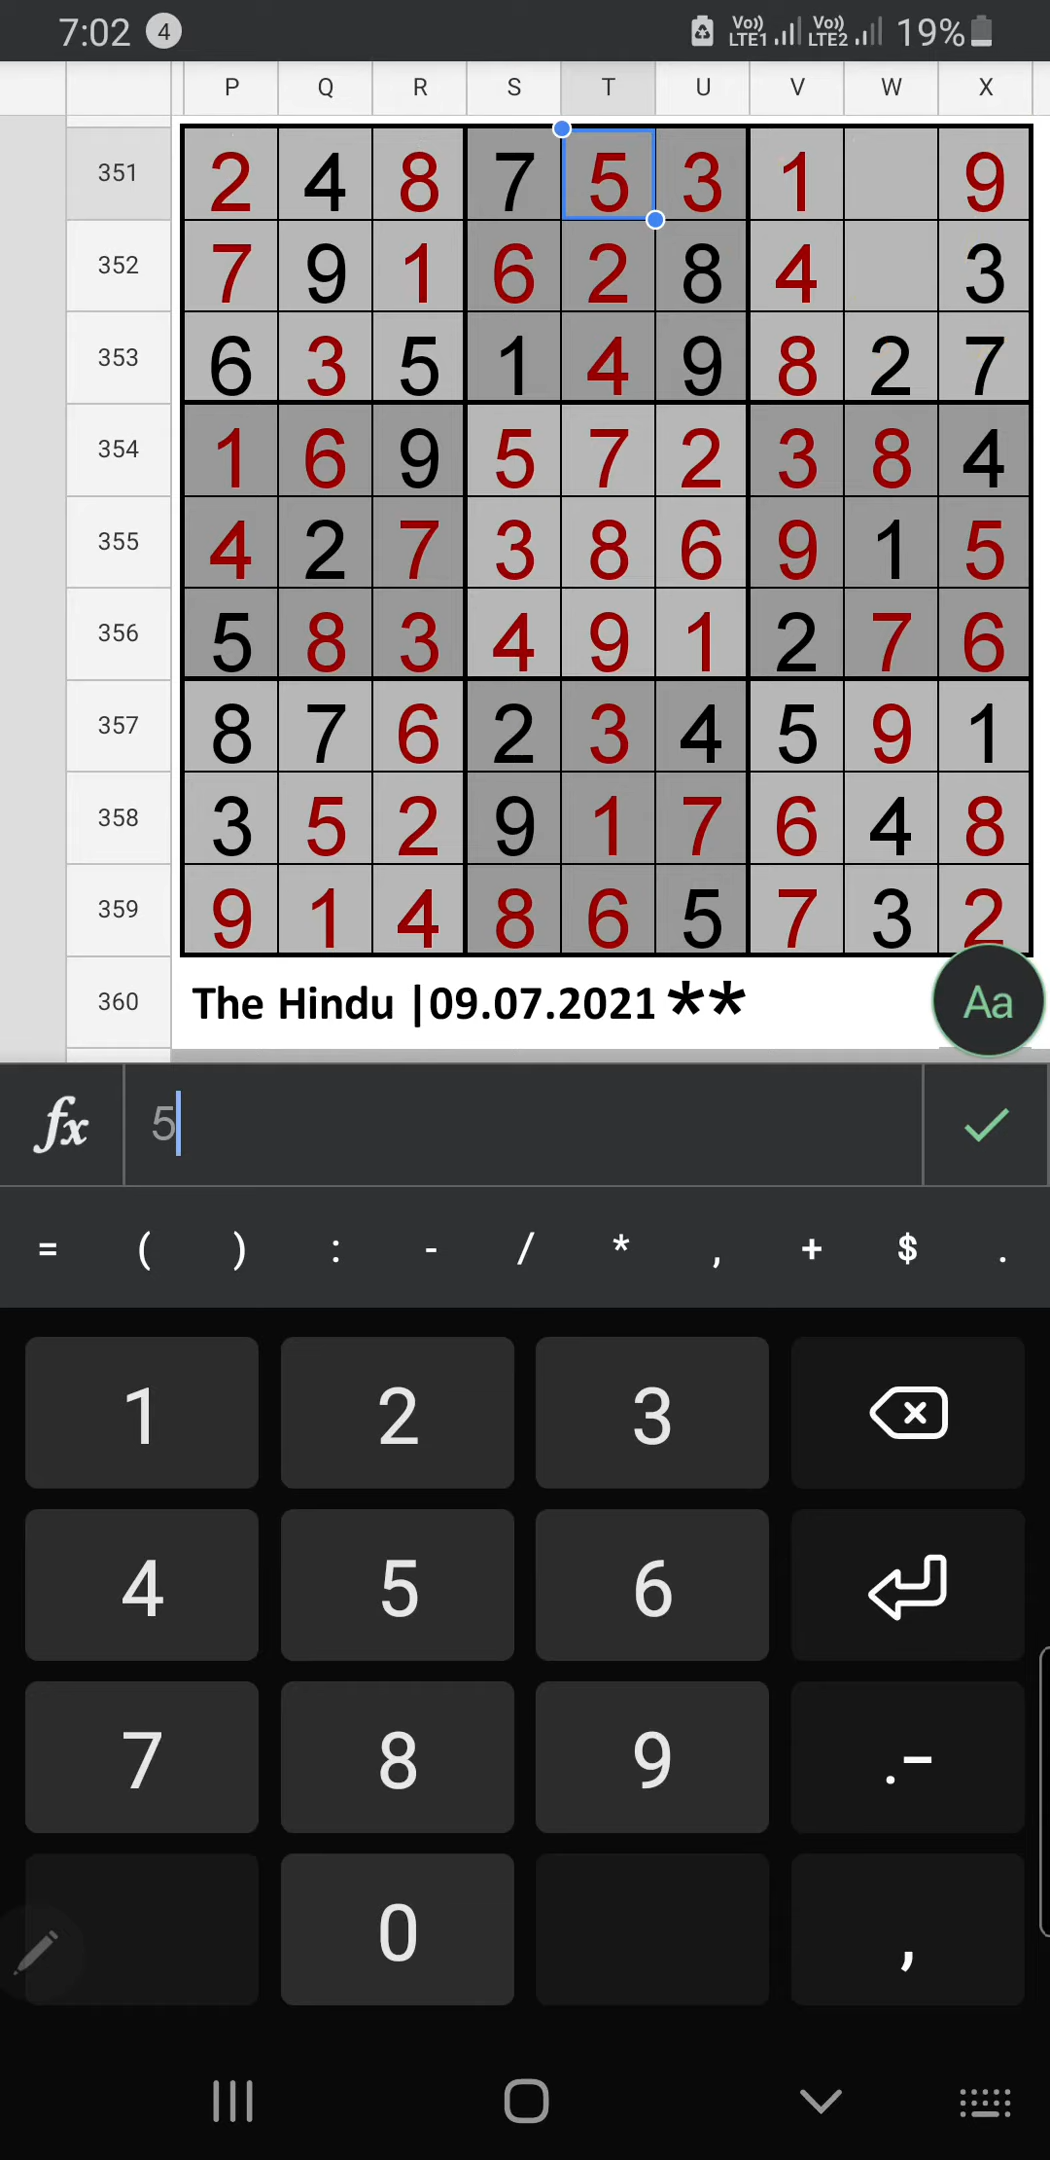 7:02 4 Vo)) LTE1 Vo)) LTE2 19%
P Q R S T U V W X
351 2 4 8 7 5 3 1 9
352 7 9 1 6 2 8 4 3
353 6 3 5 1 4 9 8 2 7
354 1 6 9 5 7 2 3 8 4
355 4 2 7 3 8 6 9 1 5
356 5 8 3 4 9 1 2 7 6
357 8 7 6 2 3 4 5 9 1
358 3 5 2 9 1 7 6 4 8
359 9 1 4 8 6 5 7 3 2
360 The Hindu |09.07.2021 ** Aa
fx 5
= ( ) : - / * , + $ .
1 2 3
4 5 6
7 8 9 .-
0 ,